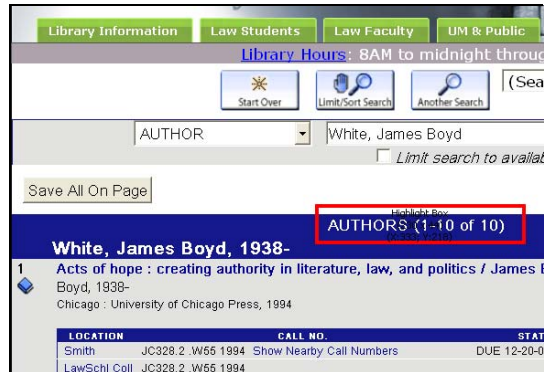 Library Information Law Students Law Faculty UM & Public
Library Hours: 8AM to midnight throug
Start Over Limit/Sort Search Another Search (Sea
AUTHOR White, James Boyd
Limit search to availab
Save All On Page
Highlight Box
AUTHORS (1-10 of 10)
White, James Boyd, 1938-
1 Acts of hope : creating authority in literature, law, and politics / James B
Boyd, 1938-
Chicago : University of Chicago Press, 1994
LOCATION CALL NO. STAT
Smith JC328.2 .W55 1994 Show Nearby Call Numbers DUE 12-20-0
LawSchl Coll JC328.2 .W55 1994